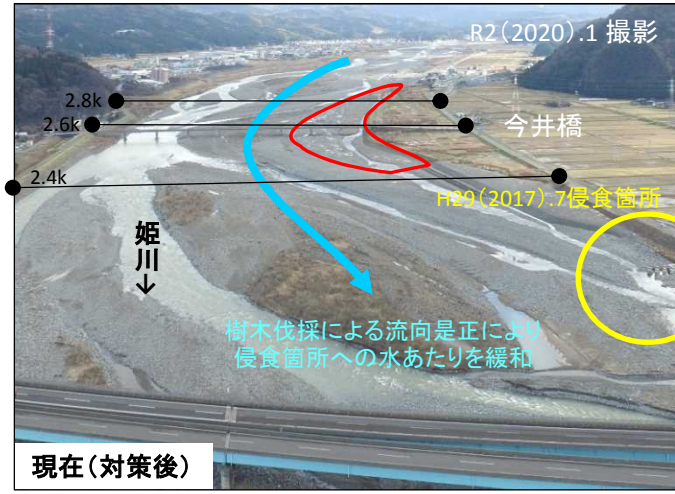 R2(2020).1 撮影
2.8k
2.6k
今井橋
2.4k
H29(2017).7侵食箇所
姫川→
樹木伐採による流向是正により
侵食箇所への水あたりを緩和
現在(対策後)